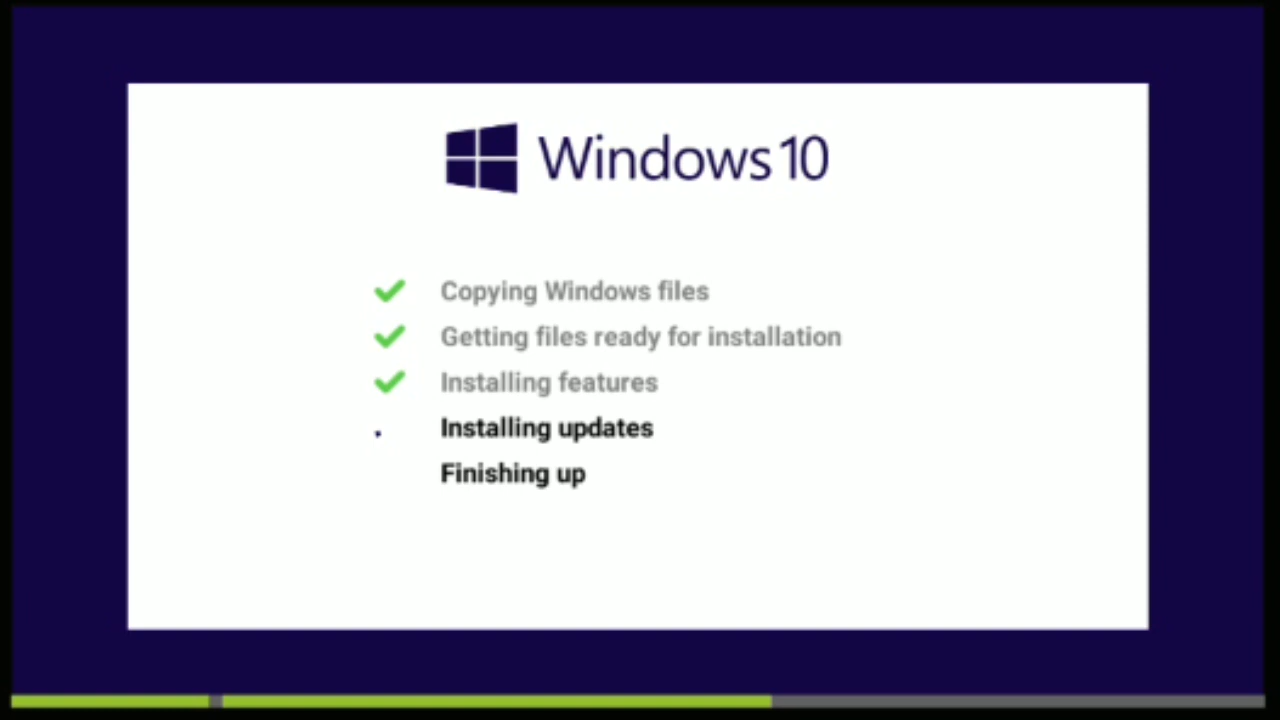 Windows 10
Copying Windows files
Getting files ready for installation
Installing features
Installing updates
Finishing up